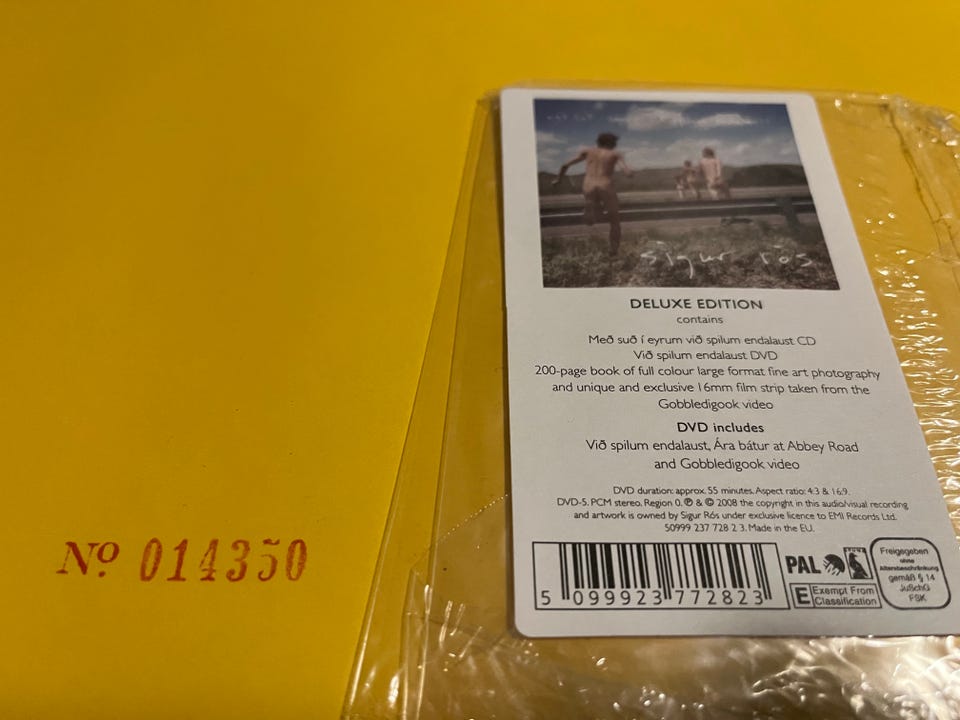 Nº 014350
sigur rós
DELUXE EDITION
contains
Með suð í eyrum við spilum endalaust CD
Við spilum endalaust DVD
200-page book of full colour large format fine art photography
and unique and exclusive 16mm film strip taken from the
Gobbledigook video
DVD includes
Við spilum endalaust, Ára bátur at Abbey Road
and Gobbledigook video
DVD duration: approx. 55 minutes. Aspect ratio: 4:3 & 16:9.
DVD-5. PCM stereo. Region 0. ℗ & © 2008 the copyright in this audio/visual recording
and artwork is owned by Sigur Rós under exclusive licence to EMI Records Ltd.
50999 237 728 2 3. Made in the EU.
5 099923 772823
PAL
E Exempt From
Classification
Freigegeben
ohne
Altersbeschränkung
gemäß § 14
JuSchG
FSK